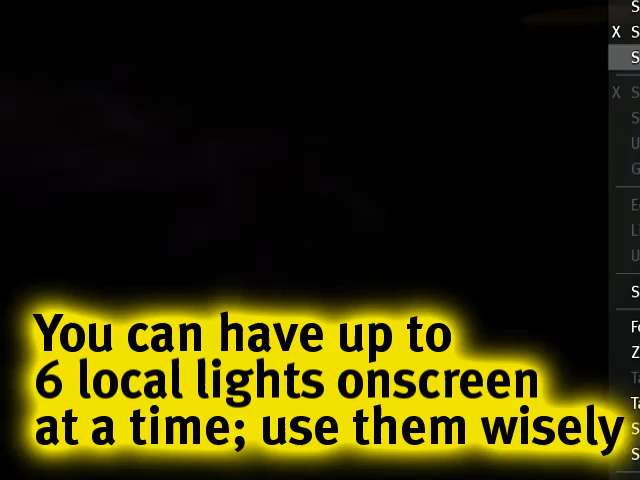 X
X
You can have up to
6 local lights onscreen
at a time; use them wisely